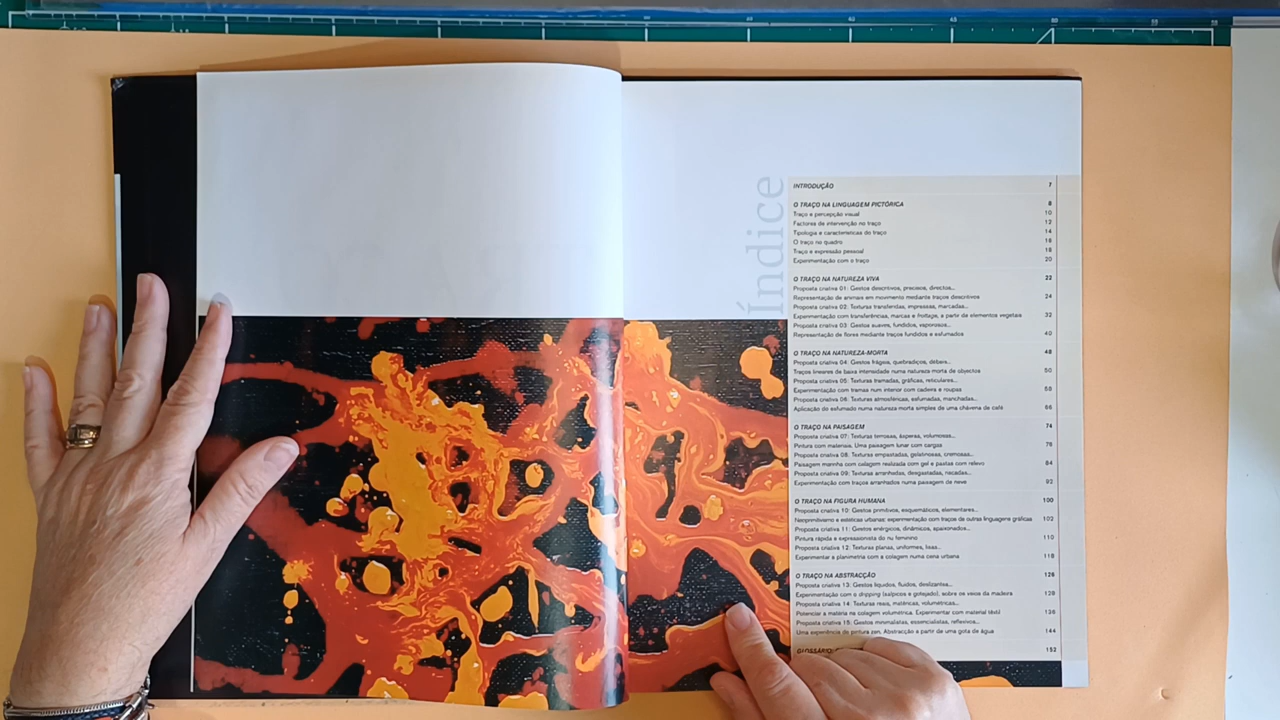 Índice
INTRODUÇÃO 7
O TRAÇO NA LINGUAGEM PICTÓRICA 8
Traço e percepção visual 10
Factores de intervenção no traço 12
Tipologia e características do traço 14
O traço no quadro 16
Traço e expressão pessoal 18
Experimentação com o traço 20
O TRAÇO NA NATUREZA VIVA 22
Proposta criativa 01: Gestos descritivos, precisos, directos...
Representação de animais em movimento mediante traços descritivos 24
Proposta criativa 02: Texturas transferidas, impressas, marcadas...
Experimentação com transferências, marcas e frottage, a partir de elementos vegetais 32
Proposta criativa 03: Gestos suaves, fundidos, vaporosos...
Representação de flores mediante traços fundidos e esfumados 40
O TRAÇO NA NATUREZA-MORTA 48
Proposta criativa 04: Gestos frágeis, quebradiços, débeis...
Traços lineares de baixa intensidade numa natureza morta de objectos 50
Proposta criativa 05: Texturas tramadas, gráficas, reticulares...
Experimentação com tramas num interior com cadeira e roupas 58
Proposta criativa 06: Texturas atmosféricas, esfumadas, manchadas...
Aplicação do esfumado numa natureza morta simples de uma chávena de café 66
O TRAÇO NA PAISAGEM 74
Proposta criativa 07: Texturas terrosas, ásperas, volumosas...
Pintura com materiais. Uma paisagem lunar com cargas 76
Proposta criativa 08: Texturas empastadas, gelatinosas, cremosas...
Paisagem marinha com colagem realizada com gel e pastas com relevo 84
Proposta criativa 09: Texturas arranhadas, desgastadas, riscadas...
Experimentação com traços arranhados numa paisagem de neve 92
O TRAÇO NA FIGURA HUMANA 100
Proposta criativa 10: Gestos primitivos, esquemáticos, elementares...
Neoprimitivismo e estéticas urbanas: experimentação com traços de outras linguagens gráficas 102
Proposta criativa 11: Gestos enérgicos, dinâmicos, apaixonados...
Pintura rápida e expressionista do nu feminino 110
Proposta criativa 12: Texturas planas, uniformes, lisas...
Experimentar a planimetria com a colagem numa cena urbana 118
O TRAÇO NA ABSTRACÇÃO 126
Proposta criativa 13: Gestos líquidos, fluidos, deslizantes...
Experimentação com o dripping (salpicos e gotejado), sobre os veios da madeira 128
Proposta criativa 14: Texturas reais, matéricas, volumétricas...
Potenciar a matéria na colagem volumétrica. Experimentar com material têxtil 136
Proposta criativa 15: Gestos minimalistas, essencialistas, reflexivos...
Uma experiência de pintura zen. Abstracção a partir de uma gota de água 144
GLOSSÁRIO 152